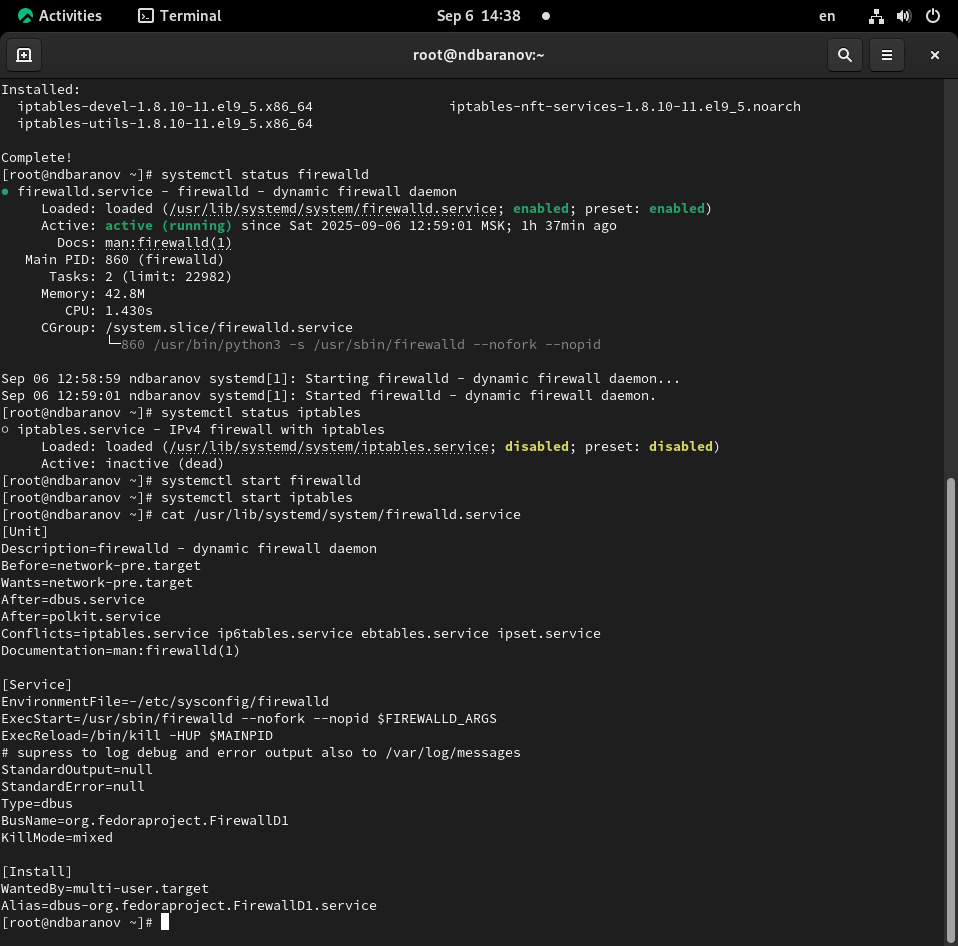 Activities Terminal Sep 6 14:38 en
root@ndbaranov:~
Installed:
  iptables-devel-1.8.10-11.el9_5.x86_64                 iptables-nft-services-1.8.10-11.el9_5.noarch
  iptables-utils-1.8.10-11.el9_5.x86_64
Complete!
[root@ndbaranov ~]# systemctl status firewalld
● firewalld.service - firewalld - dynamic firewall daemon
     Loaded: loaded (/usr/lib/systemd/system/firewalld.service; enabled; preset: enabled)
     Active: active (running) since Sat 2025-09-06 12:59:01 MSK; 1h 37min ago
       Docs: man:firewalld(1)
   Main PID: 860 (firewalld)
      Tasks: 2 (limit: 22982)
     Memory: 42.8M
        CPU: 1.430s
     CGroup: /system.slice/firewalld.service
             └─860 /usr/bin/python3 -s /usr/sbin/firewalld --nofork --nopid
Sep 06 12:58:59 ndbaranov systemd[1]: Starting firewalld - dynamic firewall daemon...
Sep 06 12:59:01 ndbaranov systemd[1]: Started firewalld - dynamic firewall daemon.
[root@ndbaranov ~]# systemctl status iptables
○ iptables.service - IPv4 firewall with iptables
     Loaded: loaded (/usr/lib/systemd/system/iptables.service; disabled; preset: disabled)
     Active: inactive (dead)
[root@ndbaranov ~]# systemctl start firewalld
[root@ndbaranov ~]# systemctl start iptables
[root@ndbaranov ~]# cat /usr/lib/systemd/system/firewalld.service
[Unit]
Description=firewalld - dynamic firewall daemon
Before=network-pre.target
Wants=network-pre.target
After=dbus.service
After=polkit.service
Conflicts=iptables.service ip6tables.service ebtables.service ipset.service
Documentation=man:firewalld(1)
[Service]
EnvironmentFile=-/etc/sysconfig/firewalld
ExecStart=/usr/sbin/firewalld --nofork --nopid $FIREWALLD_ARGS
ExecReload=/bin/kill -HUP $MAINPID
# supress to log debug and error output also to /var/log/messages
StandardOutput=null
StandardError=null
Type=dbus
BusName=org.fedoraproject.FirewallD1
KillMode=mixed
[Install]
WantedBy=multi-user.target
Alias=dbus-org.fedoraproject.FirewallD1.service
[root@ndbaranov ~]#